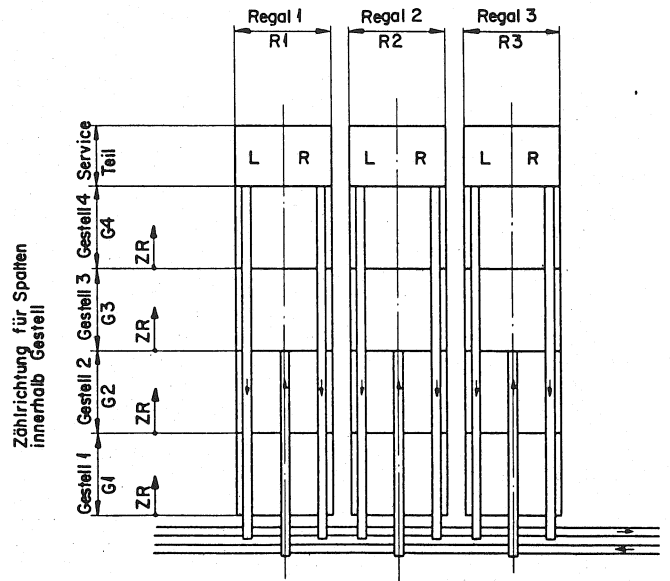 Regal 1
R1
Regal 2
R2
Regal 3
R3
Service
Teil
L R
L R
L R
Gestell 4
G4
ZR
Gestell 3
G3
ZR
Gestell 2
G2
ZR
Gestell 1
G1
ZR
Zählrichtung für Spalten
innerhalb Gestell